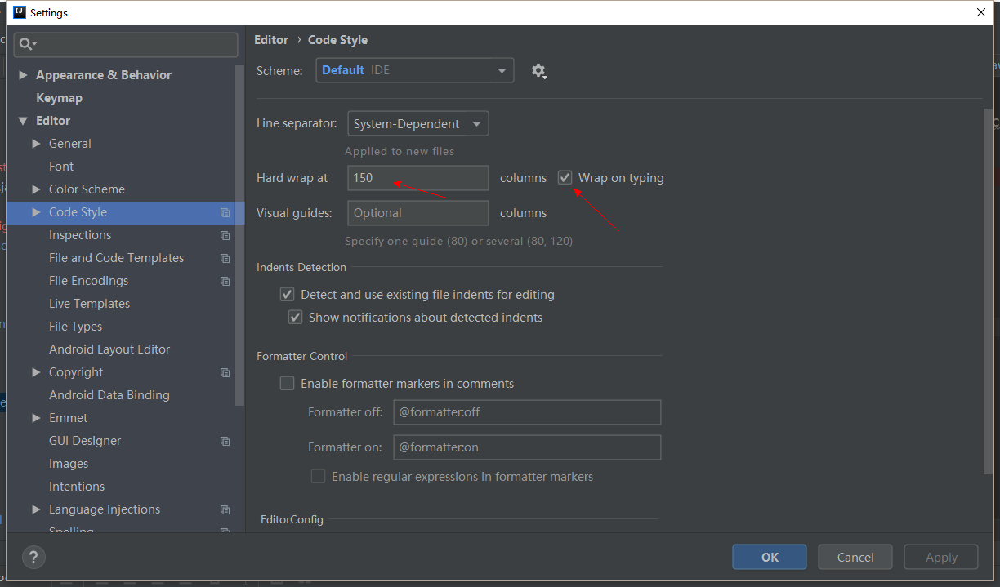 IJ Settings
Appearance & Behavior
Keymap
Editor
General
Font
Color Scheme
Code Style
Inspections
File and Code Templates
File Encodings
Live Templates
File Types
Android Layout Editor
Copyright
Android Data Binding
Emmet
GUI Designer
Images
Intentions
Language Injections
Spelling
?
Editor › Code Style
Scheme: Default IDE
Line separator: System-Dependent
Applied to new files
Hard wrap at 150 columns Wrap on typing
Visual guides: Optional columns
Specify one guide (80) or several (80, 120)
Indents Detection
Detect and use existing file indents for editing
Show notifications about detected indents
Formatter Control
Enable formatter markers in comments
Formatter off: @formatter:off
Formatter on: @formatter:on
Enable regular expressions in formatter markers
EditorConfig
OK Cancel Apply